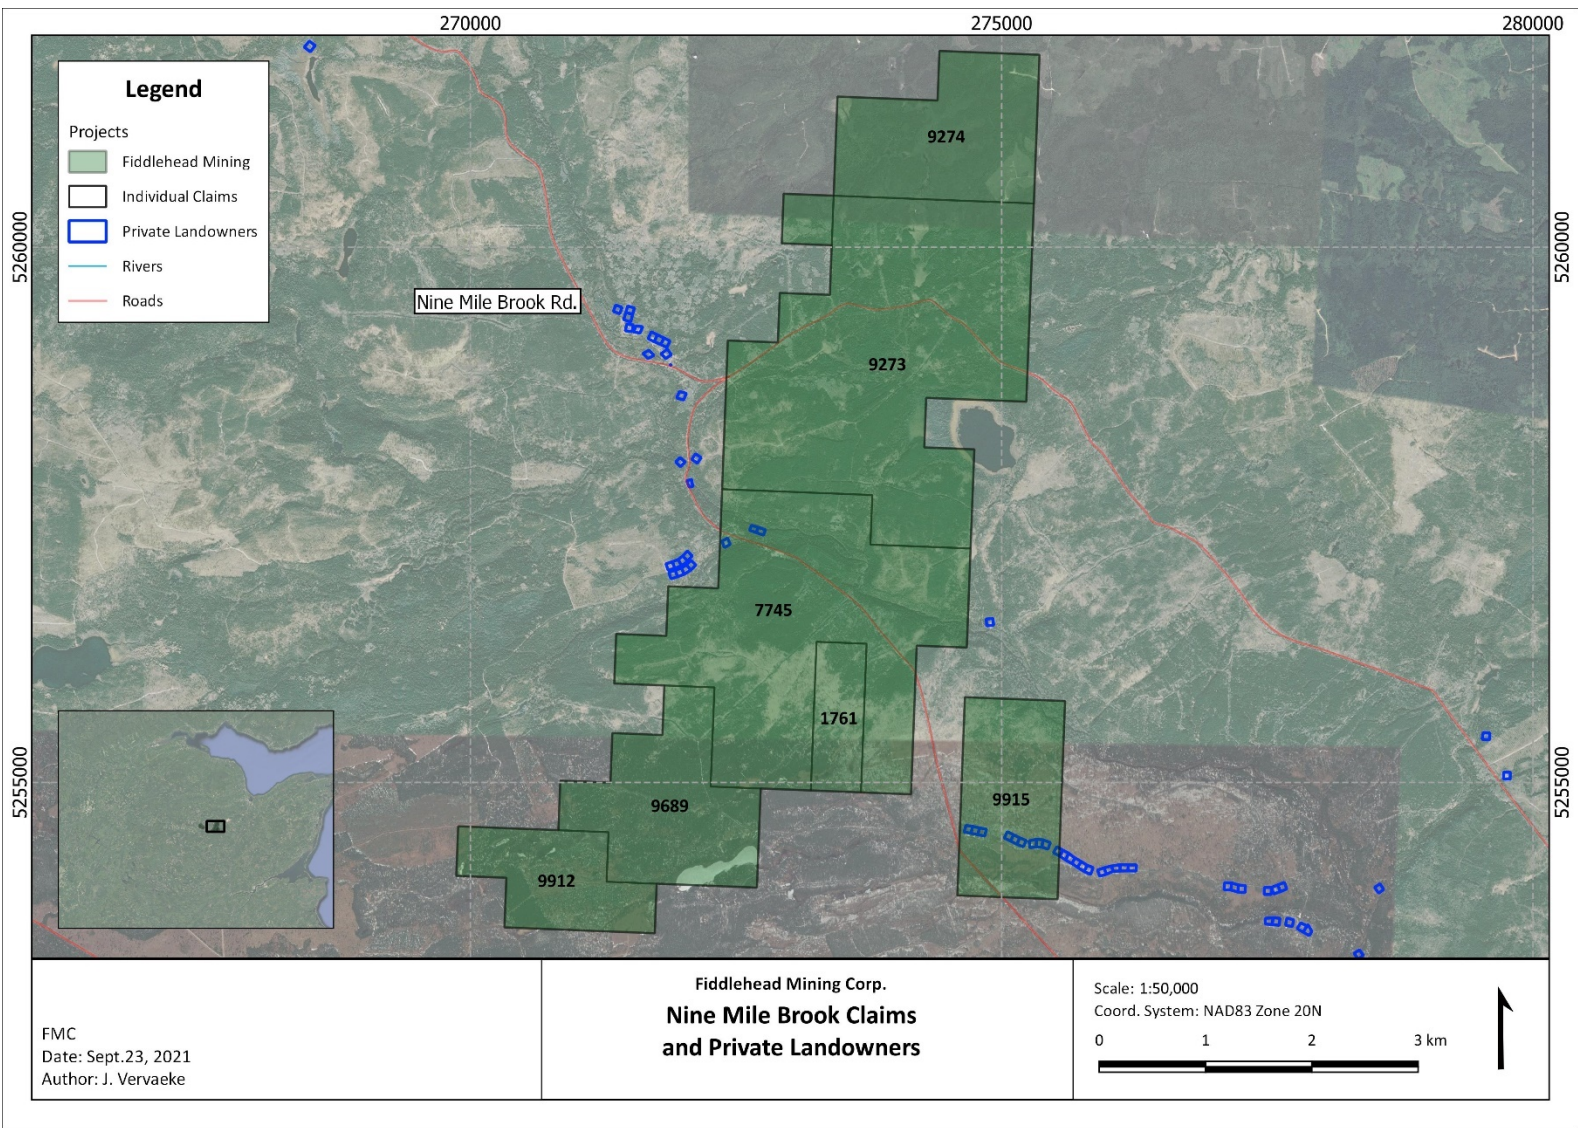 270000
275000
280000
Legend
Projects
Fiddlehead Mining
Individual Claims
Private Landowners
Rivers
Roads
5260000
5260000
Nine Mile Brook Rd.
9274
9273
7745
1761
5255000
5255000
9689
9915
9912
FMC
Date: Sept.23, 2021
Author: J. Vervaeke
Fiddlehead Mining Corp.
Nine Mile Brook Claims
and Private Landowners
Scale: 1:50,000
Coord. System: NAD83 Zone 20N
0 1 2 3 km